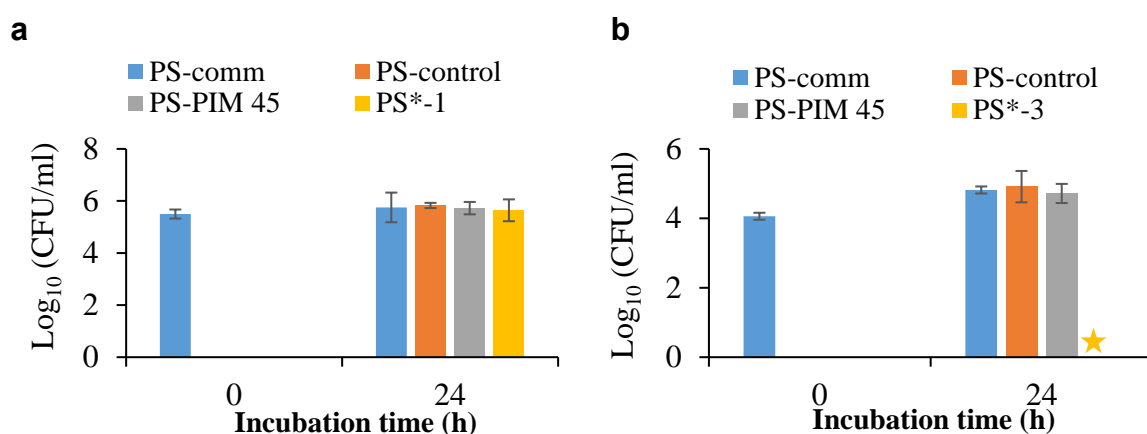 a
PS-comm PS-control
PS-PIM 45 PS*-1
8
6
4
2
0
Log10 (CFU/ml)
0 24
Incubation time (h)
b
PS-comm PS-control
PS-PIM 45 PS*-3
6
4
2
0
Log10 (CFU/ml)
0 24
Incubation time (h)